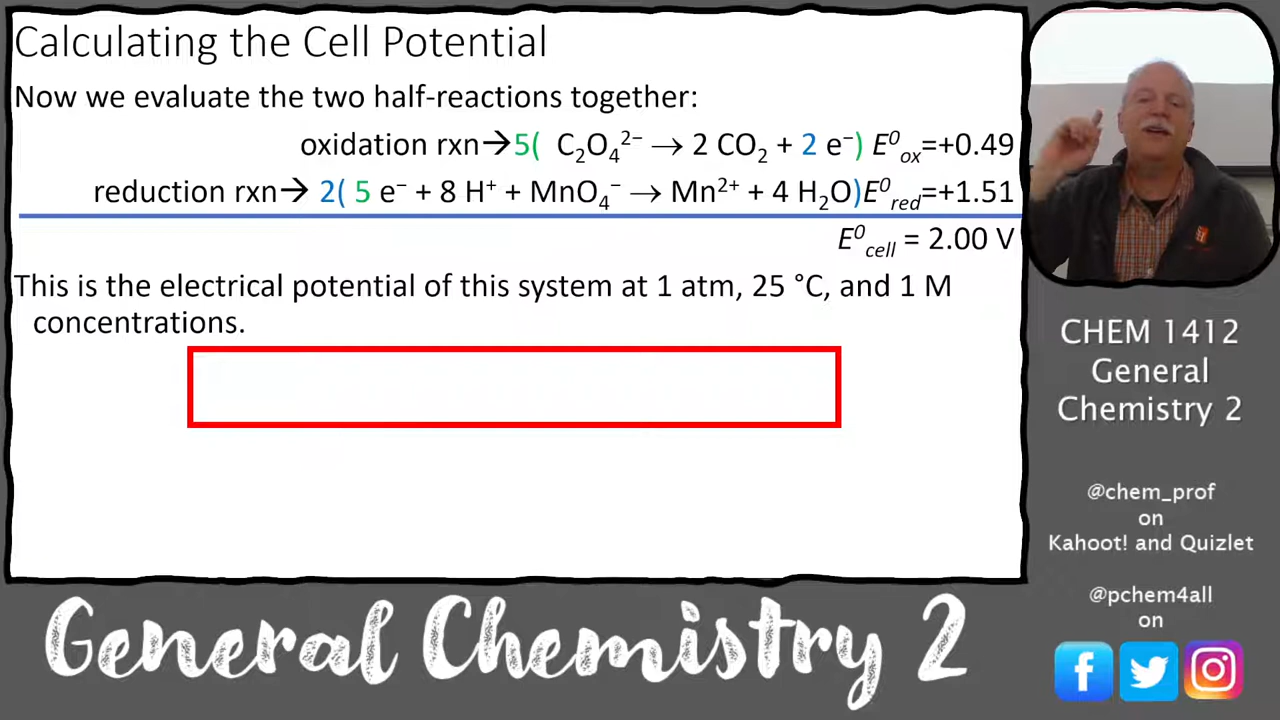 Calculating the Cell Potential
Now we evaluate the two half-reactions together:
oxidation rxn→5( C₂O₄²⁻ → 2 CO₂ + 2 e⁻) E⁰ₒₓ=+0.49
reduction rxn→ 2( 5 e⁻ + 8 H⁺ + MnO₄⁻ → Mn²⁺ + 4 H₂O)E⁰red=+1.51
E⁰cell = 2.00 V
This is the electrical potential of this system at 1 atm, 25 °C, and 1 M
concentrations.
CHEM 1412
General
Chemistry 2
@chem_prof
on
Kahoot! and Quizlet
@pchem4all
on
General Chemistry 2